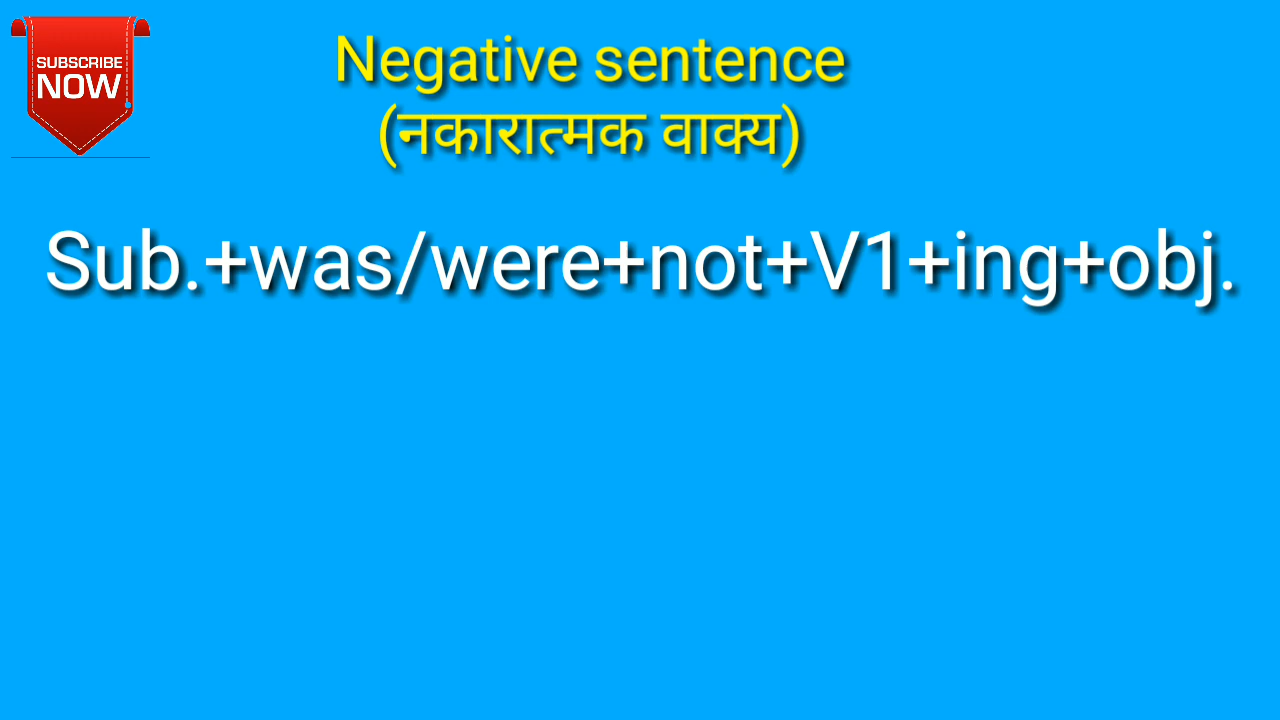 SUBSCRIBE
NOW
Negative sentence
(नकारात्मक वाक्य)
Sub.+was/were+not+V1+ing+obj.